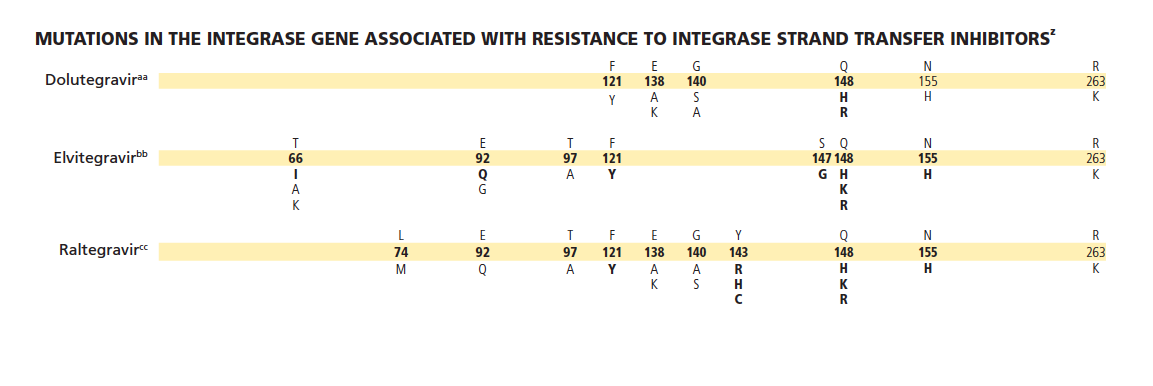 MUTATIONS IN THE INTEGRASE GENE ASSOCIATED WITH RESISTANCE TO INTEGRASE STRAND TRANSFER INHIBITORSᶻ
F E G Q N R
Dolutegravirᵃᵃ 121 138 140 148 155 263
Y A S H H K
K A R
T E T F S Q N R
Elvitegravirᵇᵇ 66 92 97 121 147 148 155 263
I Q A Y G H H K
A G K
K R
L E T F E G Y Q N R
Raltegravirᶜᶜ 74 92 97 121 138 140 143 148 155 263
M Q A Y A A R H H K
K S H K
C R